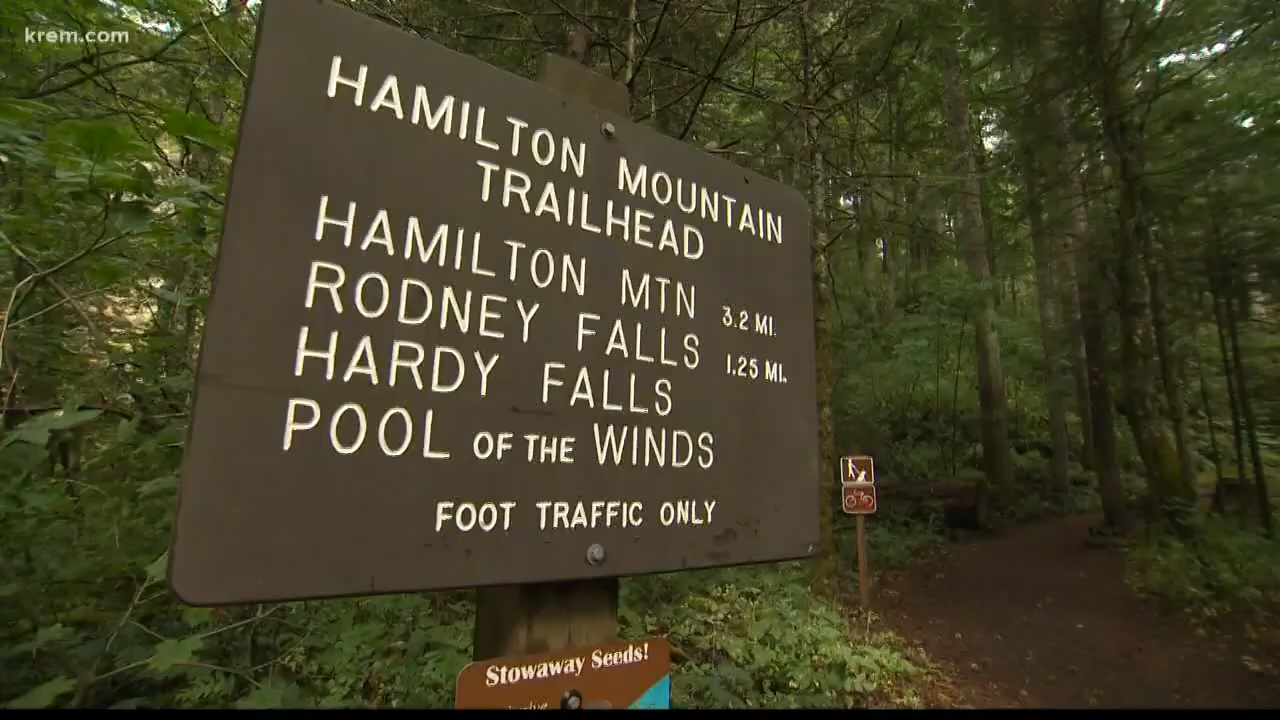 krem.com
HAMILTON MOUNTAIN
TRAILHEAD
HAMILTON MTN 3.2 MI.
RODNEY FALLS 1.25 MI.
HARDY FALLS
POOL OF THE WINDS
FOOT TRAFFIC ONLY
Stowaway Seeds!